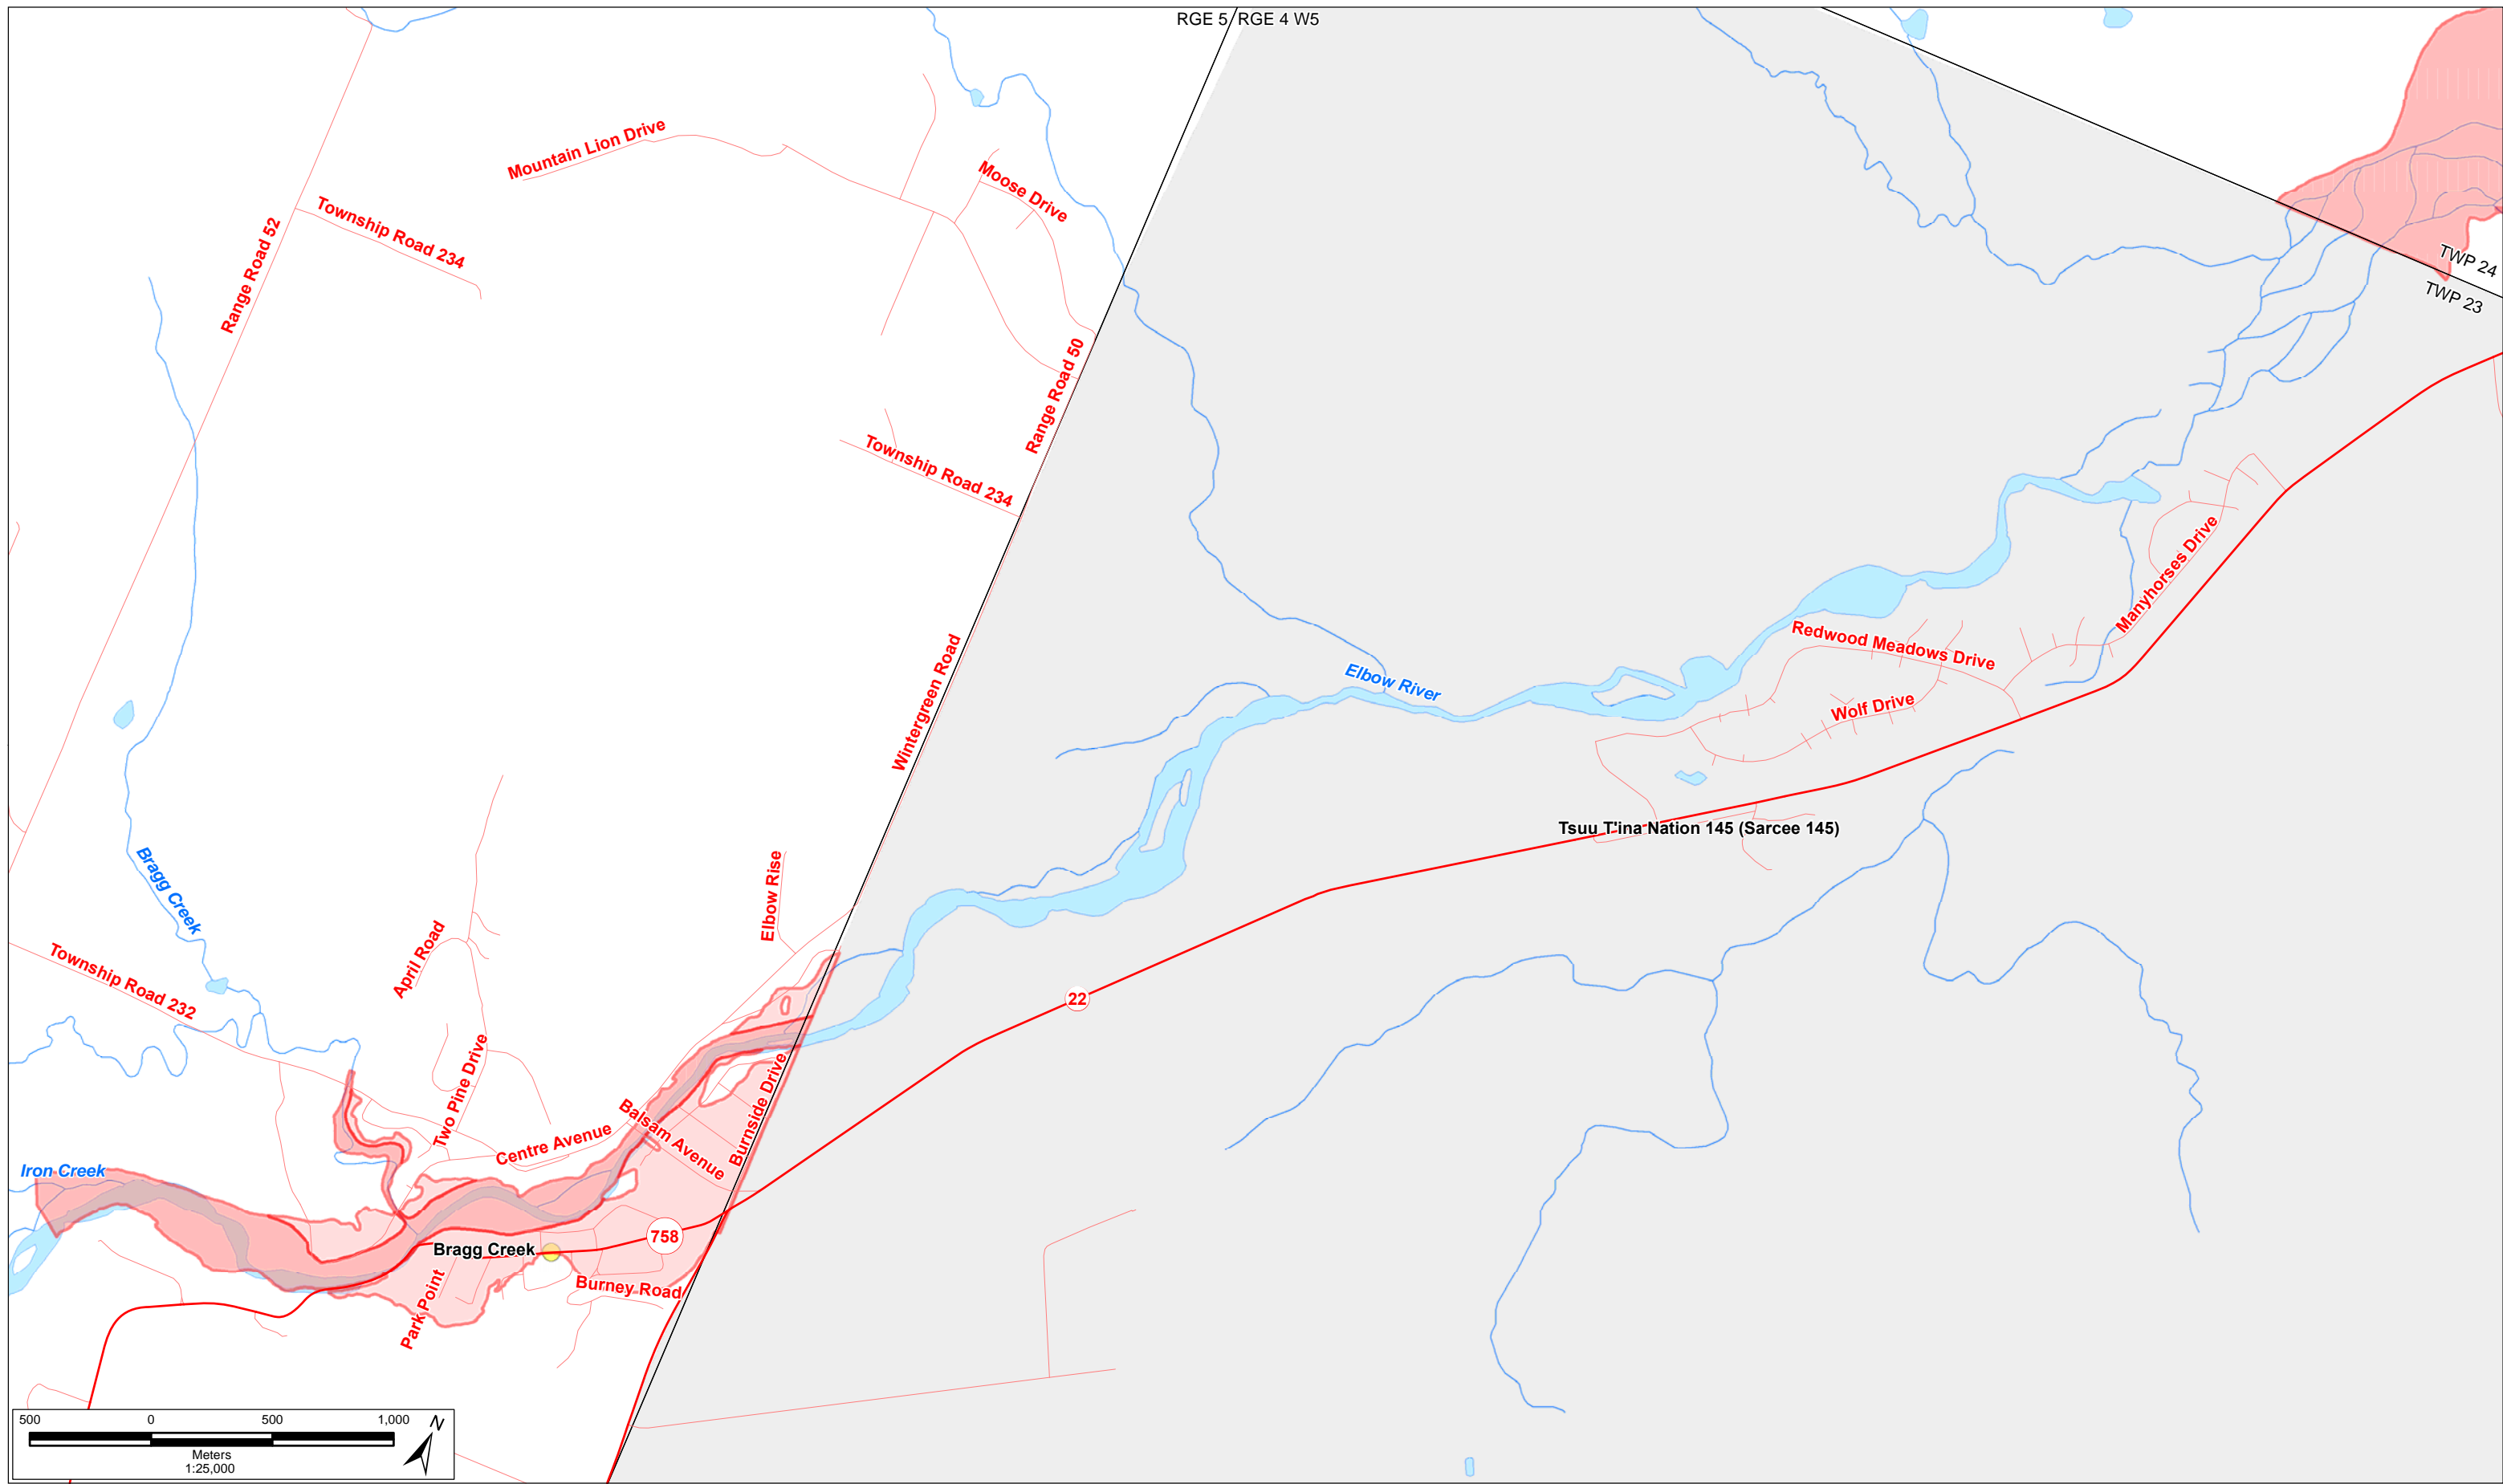 RGE 5 RGE 4 W5
Mountain Lion Drive
Moose Drive
Township Road 234
Range Road 52
TWP 24
TWP 23
Range Road 50
Township Road 234
Manyhorses Drive
Redwood Meadows Drive
Wintergreen Road
Elbow River
Wolf Drive
Tsuu T'ina Nation 145 (Sarcee 145)
Bragg Creek
Elbow Rise
April Road
Township Road 232
22
Two Pine Drive
Burnside Drive
Balsam Avenue
Centre Avenue
Iron Creek
758
Bragg Creek
Burney Road
Park Point
500 0 500 1,000 N
Meters
1:25,000